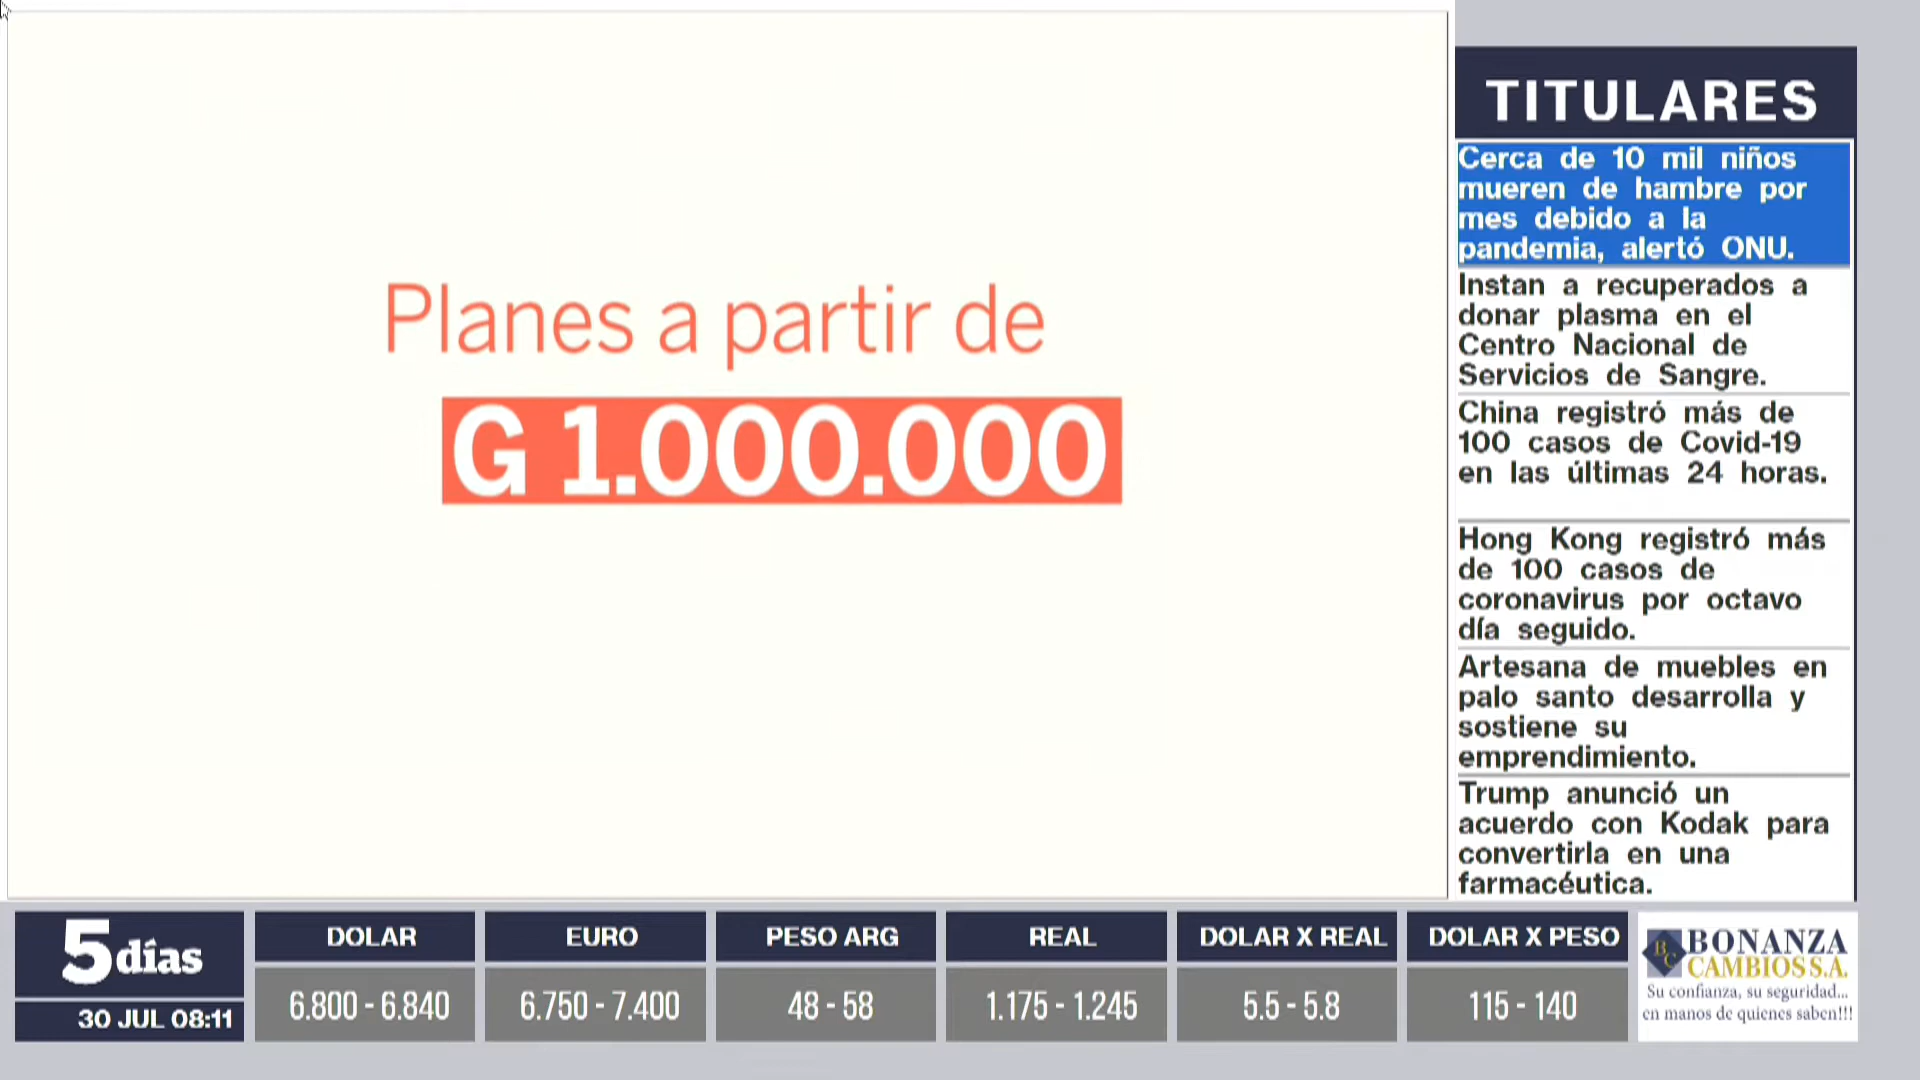 Planes a partir de
G 1.000.000
TITULARES
Cerca de 10 mil niños
mueren de hambre por
mes debido a la
pandemia, alertó ONU.
Instan a recuperados a
donar plasma en el
Centro Nacional de
Servicios de Sangre.
China registró más de
100 casos de Covid-19
en las últimas 24 horas.
Hong Kong registró más
de 100 casos de
coronavirus por octavo
día seguido.
Artesana de muebles en
palo santo desarrolla y
sostiene su
emprendimiento.
Trump anunció un
acuerdo con Kodak para
convertirla en una
farmacéutica.
5días
30 JUL 08:11
DOLAR
6.800 - 6.840
EURO
6.750 - 7.400
PESO ARG
48 - 58
REAL
1.175 - 1.245
DOLAR X REAL
5.5 - 5.8
DOLAR X PESO
115 - 140
BC
BONANZA
CAMBIOS S.A.
Su confianza, su seguridad...
en manos de quienes saben!!!